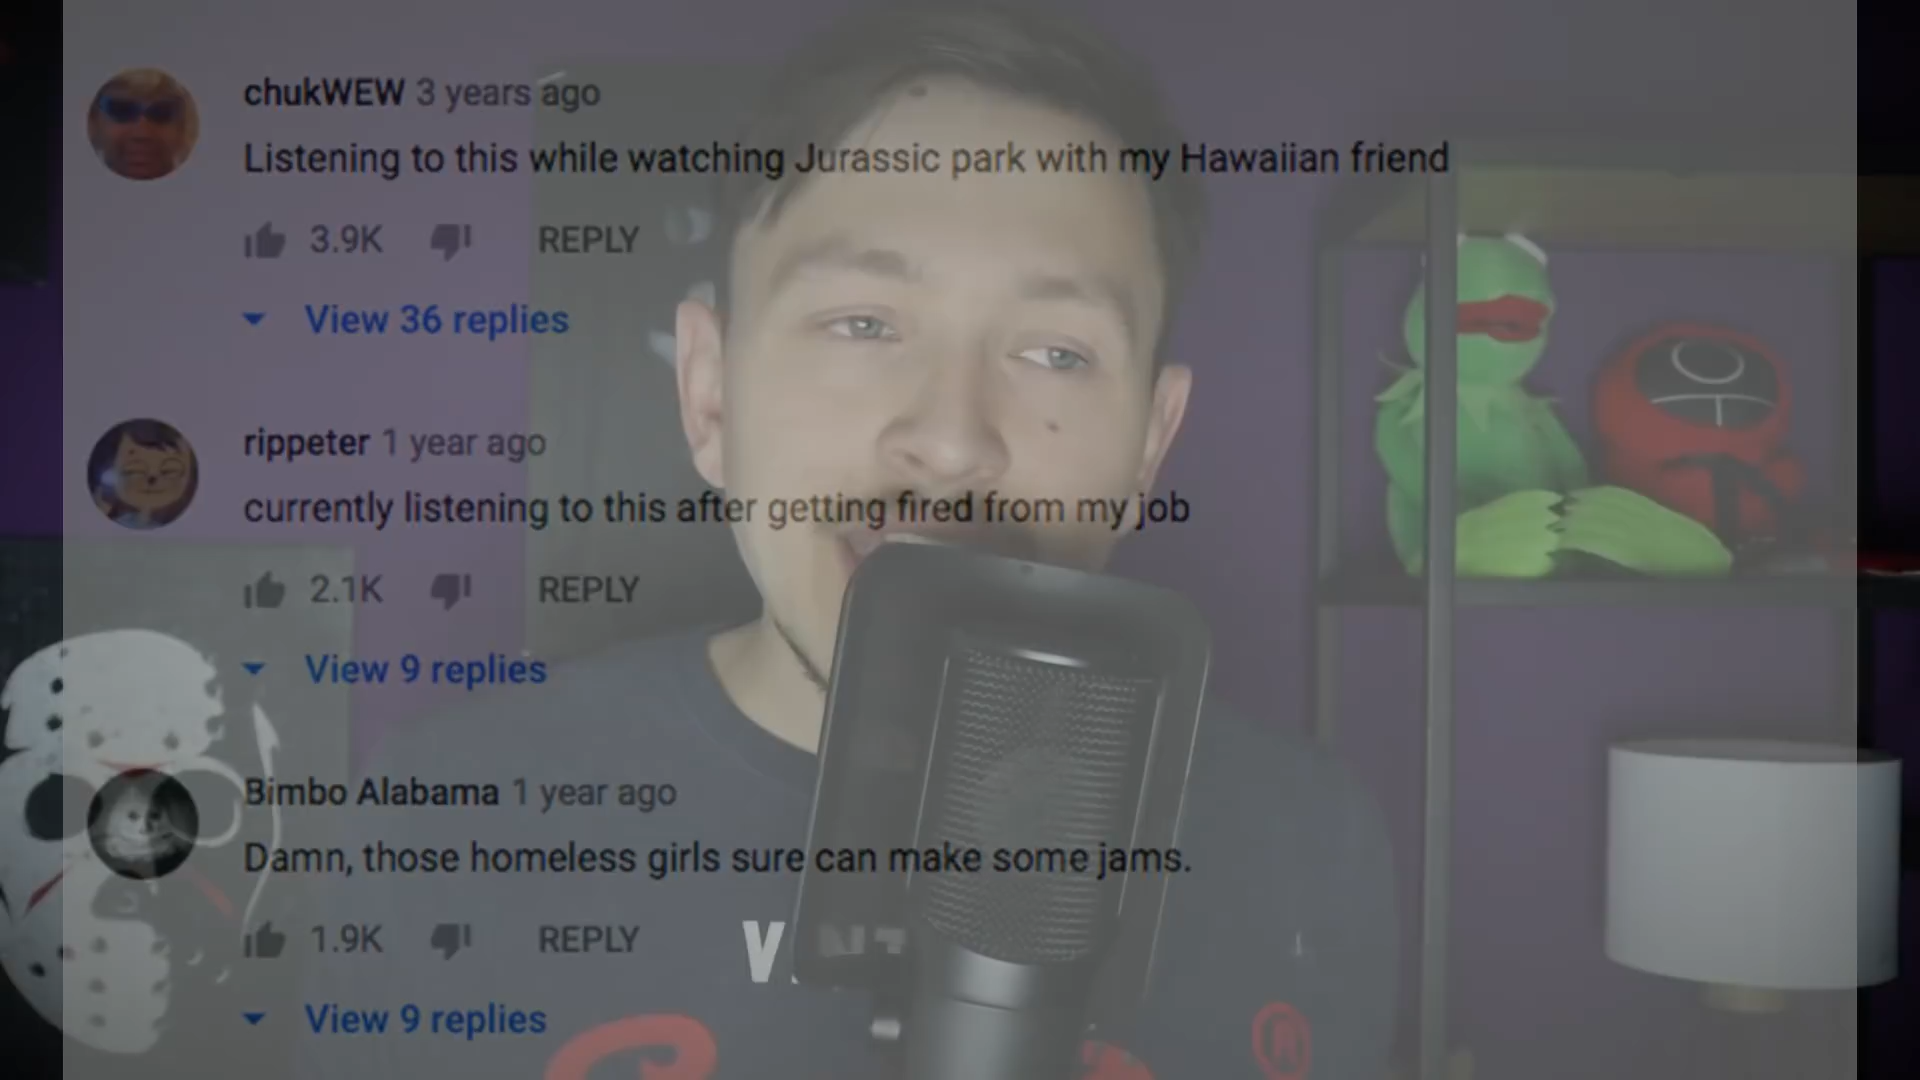 chukWEW 3 years ago
Listening to this while watching Jurassic park with my Hawaiian friend
3.9K REPLY
View 36 replies
rippeter 1 year ago
currently listening to this after getting fired from my job
2.1K REPLY
View 9 replies
Bimbo Alabama 1 year ago
Damn, those homeless girls sure can make some jams.
1.9K REPLY
View 9 replies
®